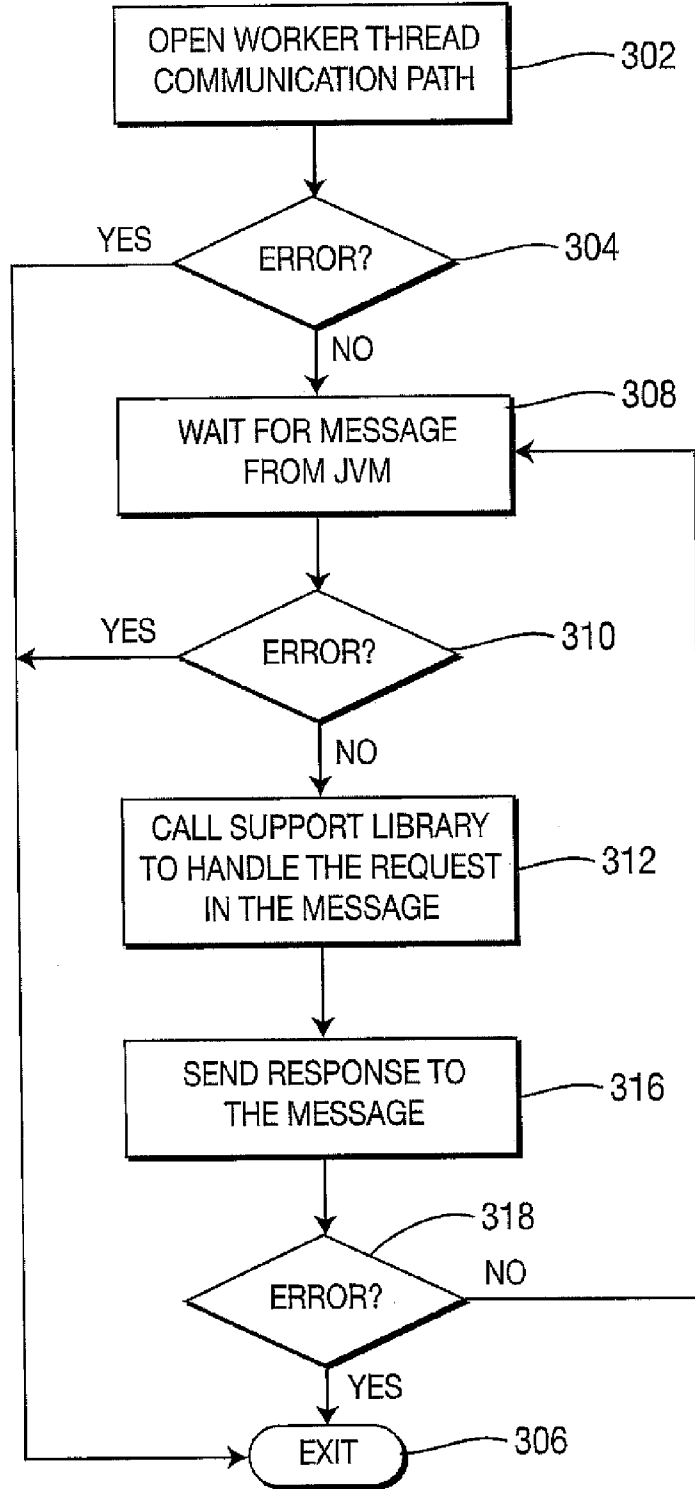 OPEN WORKER THREAD
COMMUNICATION PATH
302
YES
ERROR?
304
NO
308
WAIT FOR MESSAGE
FROM JVM
YES
ERROR?
310
NO
CALL SUPPORT LIBRARY
TO HANDLE THE REQUEST
IN THE MESSAGE
312
SEND RESPONSE TO
THE MESSAGE
316
318
ERROR?
NO
YES
EXIT
306